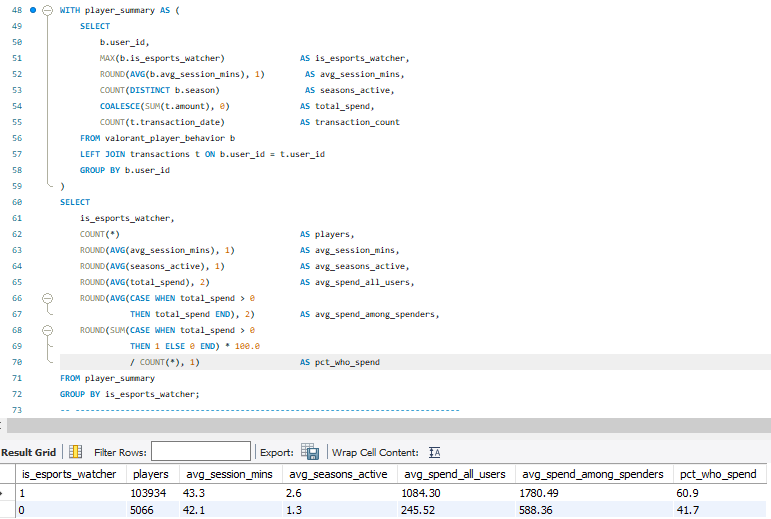 48 WITH player_summary AS (
49 SELECT
50 b.user_id,
51 MAX(b.is_esports_watcher) AS is_esports_watcher,
52 ROUND(AVG(b.avg_session_mins), 1) AS avg_session_mins,
53 COUNT(DISTINCT b.season) AS seasons_active,
54 COALESCE(SUM(t.amount), 0) AS total_spend,
55 COUNT(t.transaction_date) AS transaction_count
56 FROM valorant_player_behavior b
57 LEFT JOIN transactions t ON b.user_id = t.user_id
58 GROUP BY b.user_id
59 )
60 SELECT
61 is_esports_watcher,
62 COUNT(*) AS players,
63 ROUND(AVG(avg_session_mins), 1) AS avg_session_mins,
64 ROUND(AVG(seasons_active), 1) AS avg_seasons_active,
65 ROUND(AVG(total_spend), 2) AS avg_spend_all_users,
66 ROUND(AVG(CASE WHEN total_spend > 0
67 THEN total_spend END), 2) AS avg_spend_among_spenders,
68 ROUND(SUM(CASE WHEN total_spend > 0
69 THEN 1 ELSE 0 END) * 100.0
70 / COUNT(*), 1) AS pct_who_spend
71 FROM player_summary
72 GROUP BY is_esports_watcher;
73 -- ----------------------------------------------------------------------------
Result Grid Filter Rows: Export: Wrap Cell Content: IA
is_esports_watcher players avg_session_mins avg_seasons_active avg_spend_all_users avg_spend_among_spenders pct_who_spend
1 103934 43.3 2.6 1084.30 1780.49 60.9
0 5066 42.1 1.3 245.52 588.36 41.7